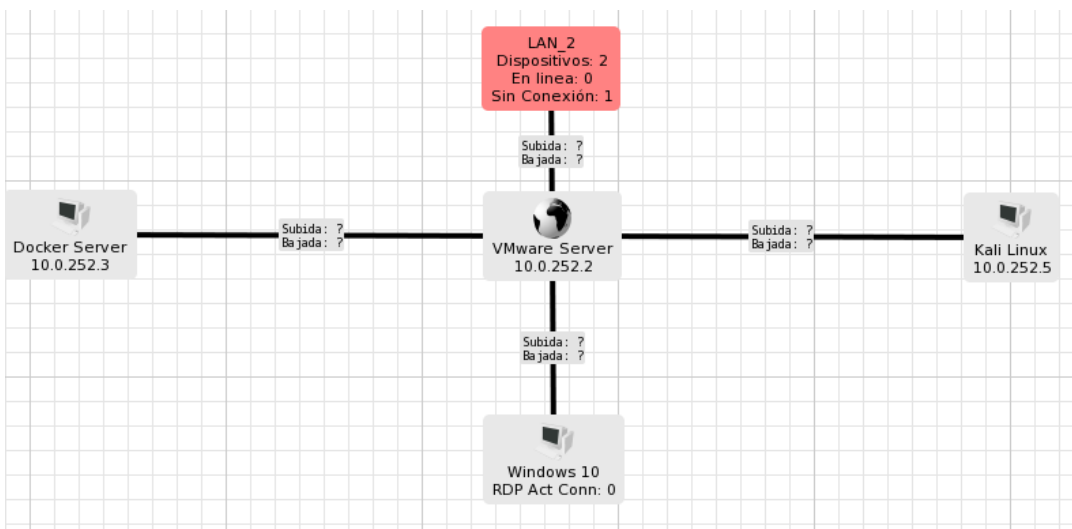 LAN_2
Dispositivos: 2
En linea: 0
Sin Conexión: 1
Subida: ?
Bajada: ?
Docker Server
10.0.252.3
Subida: ?
Bajada: ?
VMware Server
10.0.252.2
Subida: ?
Bajada: ?
Kali Linux
10.0.252.5
Subida: ?
Bajada: ?
Windows 10
RDP Act Conn: 0